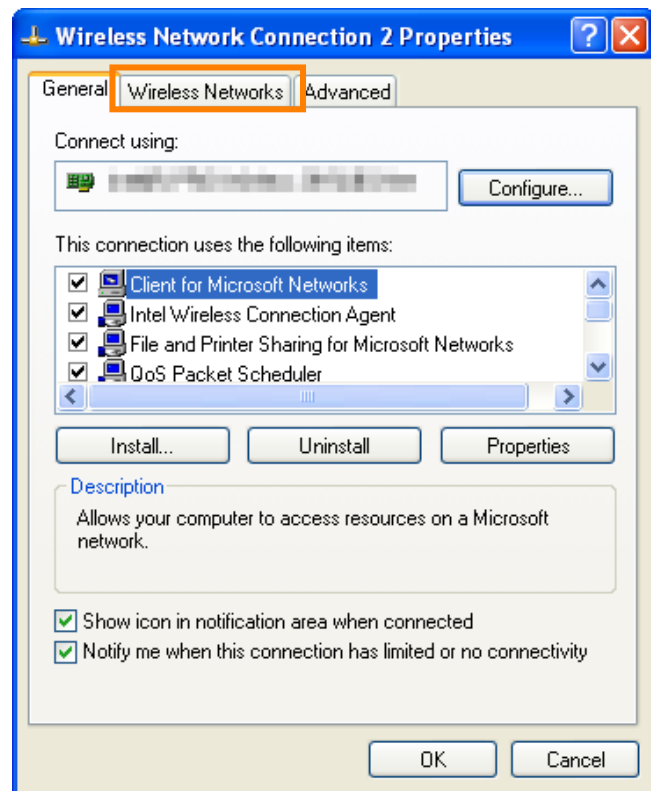 Wireless Network Connection 2 Properties
General Wireless Networks Advanced
Connect using:
Configure...
This connection uses the following items:
Client for Microsoft Networks
Intel Wireless Connection Agent
File and Printer Sharing for Microsoft Networks
QoS Packet Scheduler
Install... Uninstall Properties
Description
Allows your computer to access resources on a Microsoft
network.
Show icon in notification area when connected
Notify me when this connection has limited or no connectivity
OK Cancel